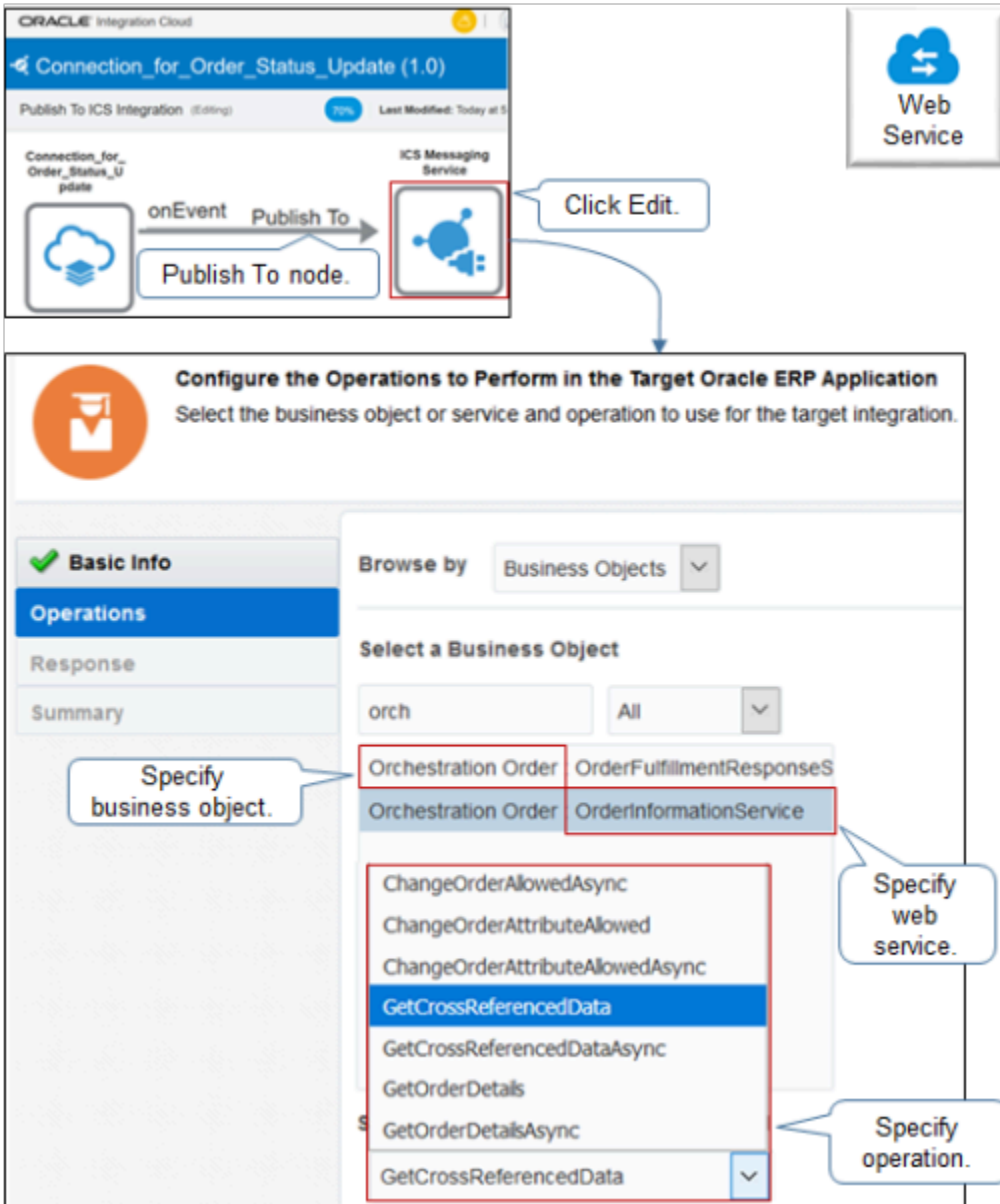 ORACLE Integration Cloud
Connection_for_Order_Status_Update (1.0)
Publish To ICS Integration (Editing)
70%
Last Modified: Today at 5
Connection_for_
Order_Status_U
pdate
ICS Messaging
Service
onEvent
Publish To
Publish To node.
Click Edit.
Web
Service
Configure the Operations to Perform in the Target Oracle ERP Application
Select the business object or service and operation to use for the target integration.
Basic Info
Operations
Response
Summary
Browse by
Business Objects
Select a Business Object
orch
All
Orchestration Order : OrderFulfillmentResponseS
Orchestration Order : OrderInformationService
Specify
business object.
Specify
web
service.
ChangeOrderAllowedAsync
ChangeOrderAttributeAllowed
ChangeOrderAttributeAllowedAsync
GetCrossReferencedData
GetCrossReferencedDataAsync
GetOrderDetails
GetOrderDetailsAsync
GetCrossReferencedData
Specify
operation.